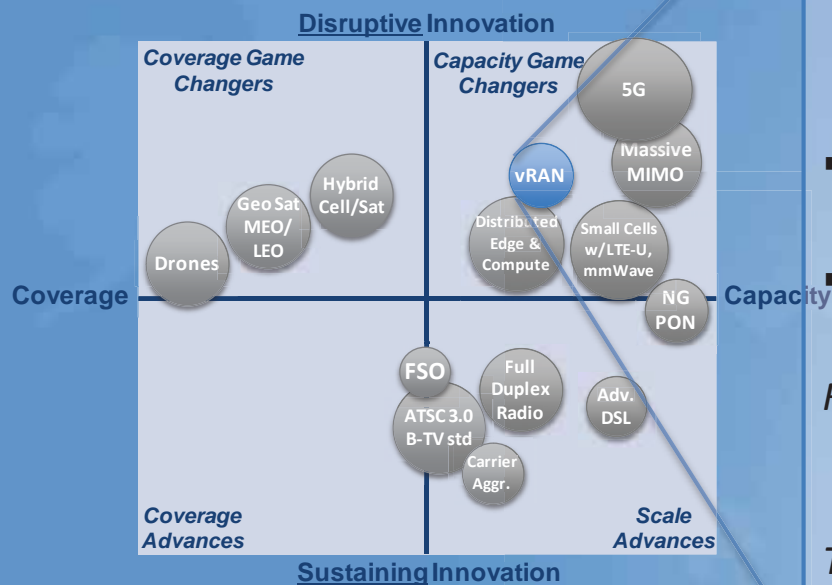 Disruptive Innovation
Coverage Game
Changers
Capacity Game
Changers
5G
Massive
MIMO
vRAN
Hybrid
Cell/Sat
Geo Sat
MEO/
LEO
Drones
Distributed
Edge &
Compute
Small Cells
w/LTE-U,
mmWave
Coverage
Capacity
NG
PON
FSO
Full
Duplex
Radio
ATSC 3.0
B-TV std
Adv.
DSL
Carrier
Aggr.
Coverage
Advances
Scale
Advances
Sustaining Innovation